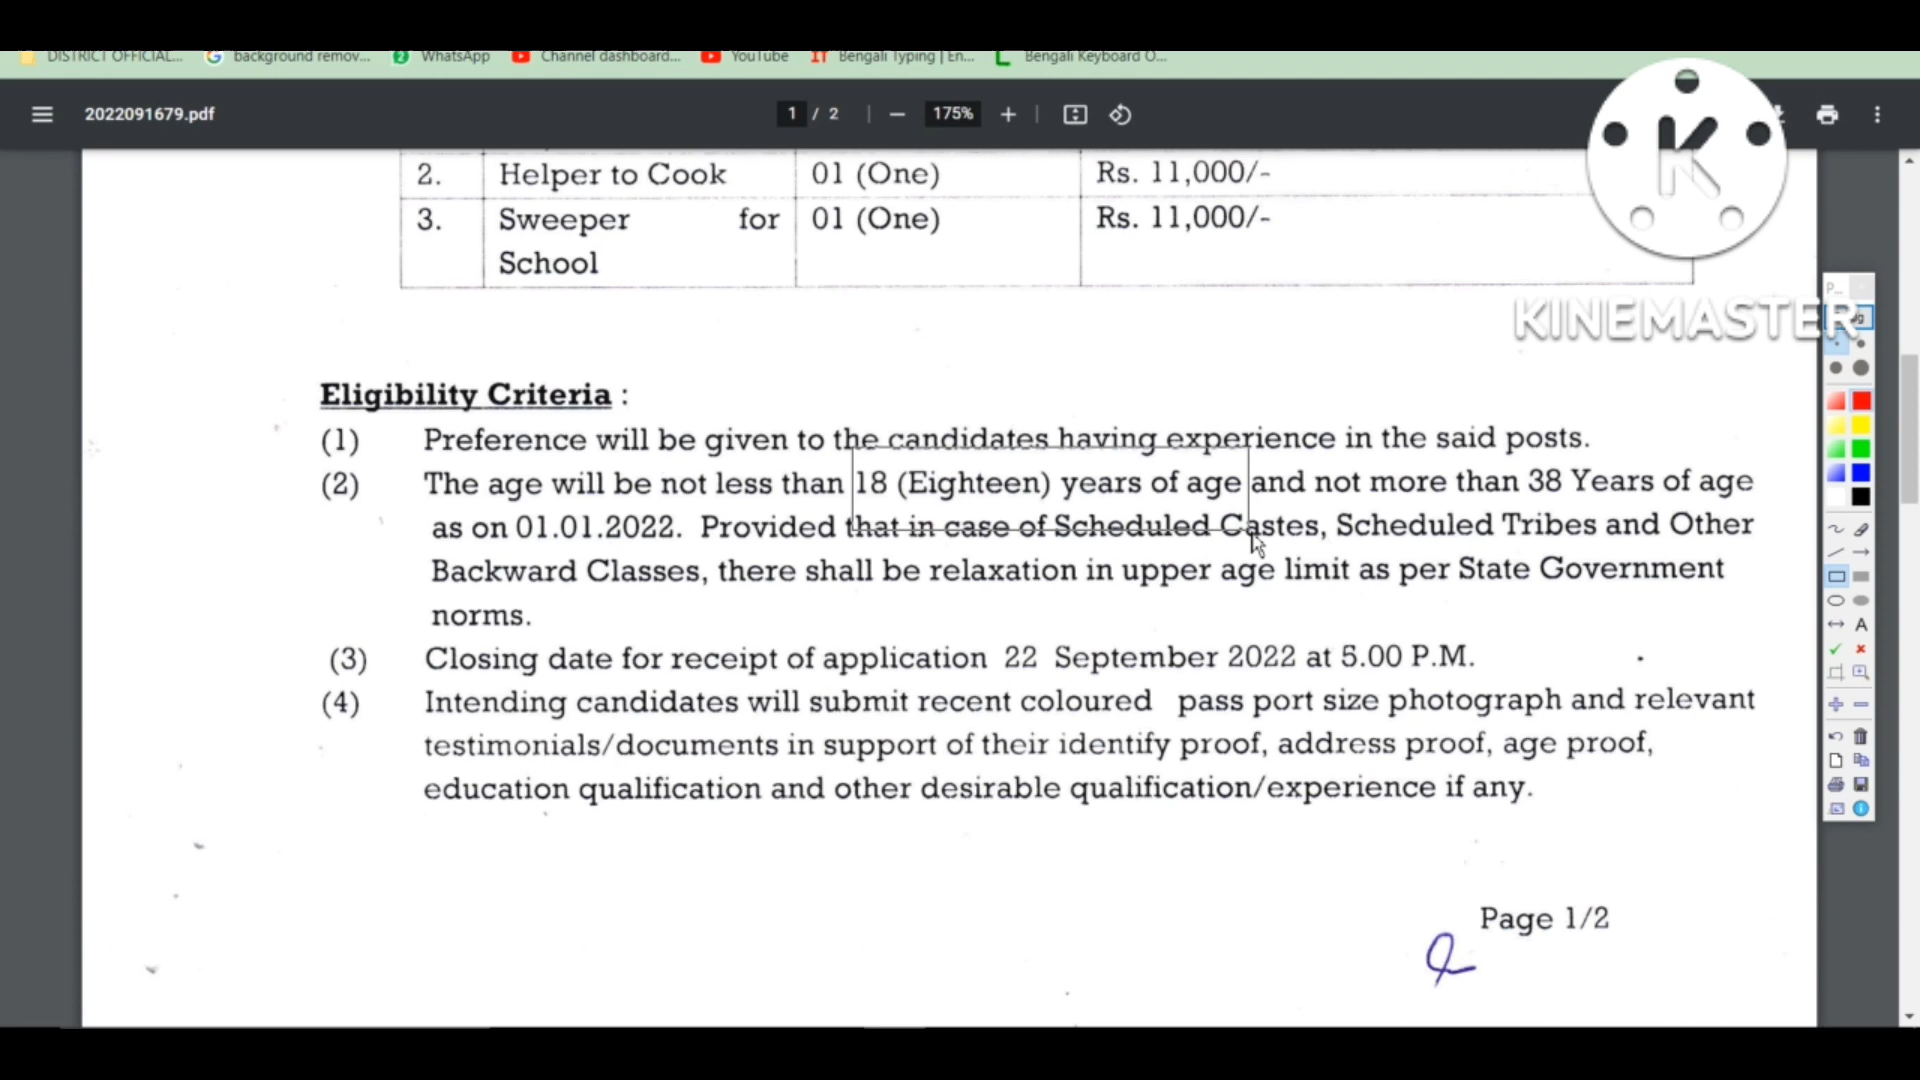 DISTRICT OFFICIAL... background remov... WhatsApp Channel dashboard... YouTube Bengali Typing | En... Bengali Keyboard O...
2022091679.pdf 1 / 2 175%
2. Helper to Cook 01 (One) Rs. 11,000/-
3. Sweeper for 01 (One) Rs. 11,000/-
School
KINEMASTER
Eligibility Criteria :
(1) Preference will be given to the candidates having experience in the said posts.
(2) The age will be not less than 18 (Eighteen) years of age and not more than 38 Years of age
as on 01.01.2022. Provided that in case of Scheduled Castes, Scheduled Tribes and Other
Backward Classes, there shall be relaxation in upper age limit as per State Government
norms.
(3) Closing date for receipt of application 22 September 2022 at 5.00 P.M.
(4) Intending candidates will submit recent coloured pass port size photograph and relevant
testimonials/documents in support of their identify proof, address proof, age proof,
education qualification and other desirable qualification/experience if any.
Page 1/2